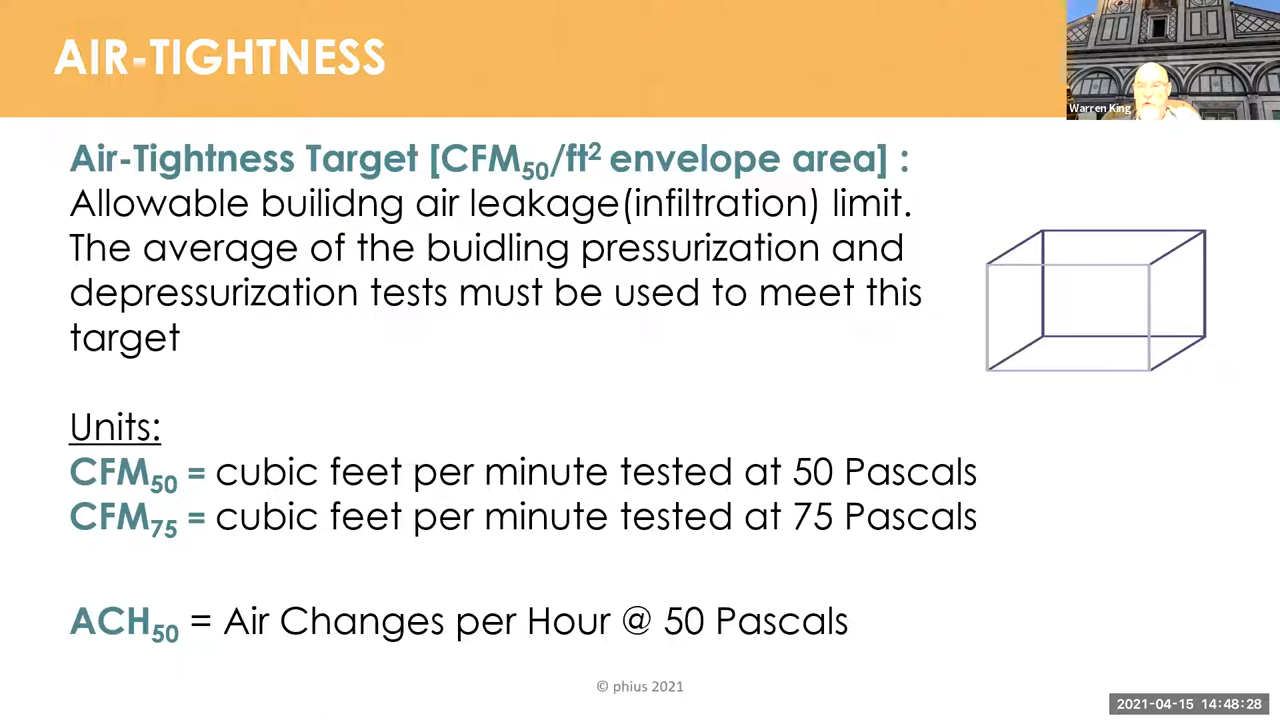 AIR-TIGHTNESS
Warren King
Air-Tightness Target [CFM50/ft2 envelope area] :
Allowable builidng air leakage(infiltration) limit.
The average of the buidling pressurization and
depressurization tests must be used to meet this
target
Units:
CFM50 = cubic feet per minute tested at 50 Pascals
CFM75 = cubic feet per minute tested at 75 Pascals
ACH50 = Air Changes per Hour @ 50 Pascals
© phius 2021
2021-04-15 14:48:28